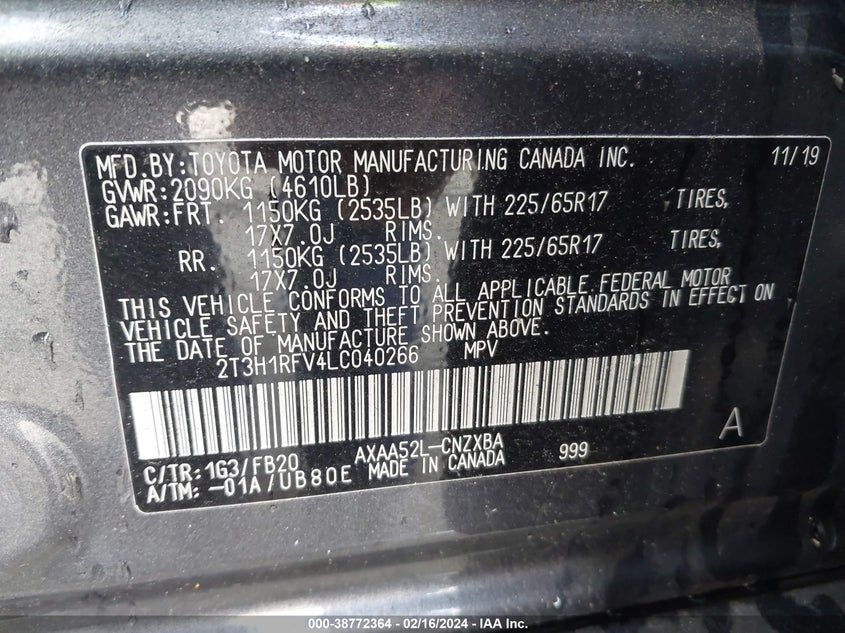 MFD.BY:TOYOTA MOTOR MANUFACTURING CANADA INC. 11/19
GVWR:2090KG (4610LB)
GAWR:FRT. 1150KG (2535LB) WITH 225/65R17 TIRES,
17X7.0J RIMS.
RR. 1150KG (2535LB) WITH 225/65R17 TIRES,
17X7.0J RIMS.
THIS VEHICLE CONFORMS TO ALL APPLICABLE FEDERAL MOTOR
VEHICLE SAFETY AND THEFT PREVENTION STANDARDS IN EFFECT ON
THE DATE OF MANUFACTURE SHOWN ABOVE.
2T3H1RFV4LC040266 MPV
A
C/TR:1G3/FB20 AXAA52L-CNZXBA 999
A/TM:-01A/UB80E MADE IN CANADA
000-38772364 - 02/16/2024 - IAA Inc.